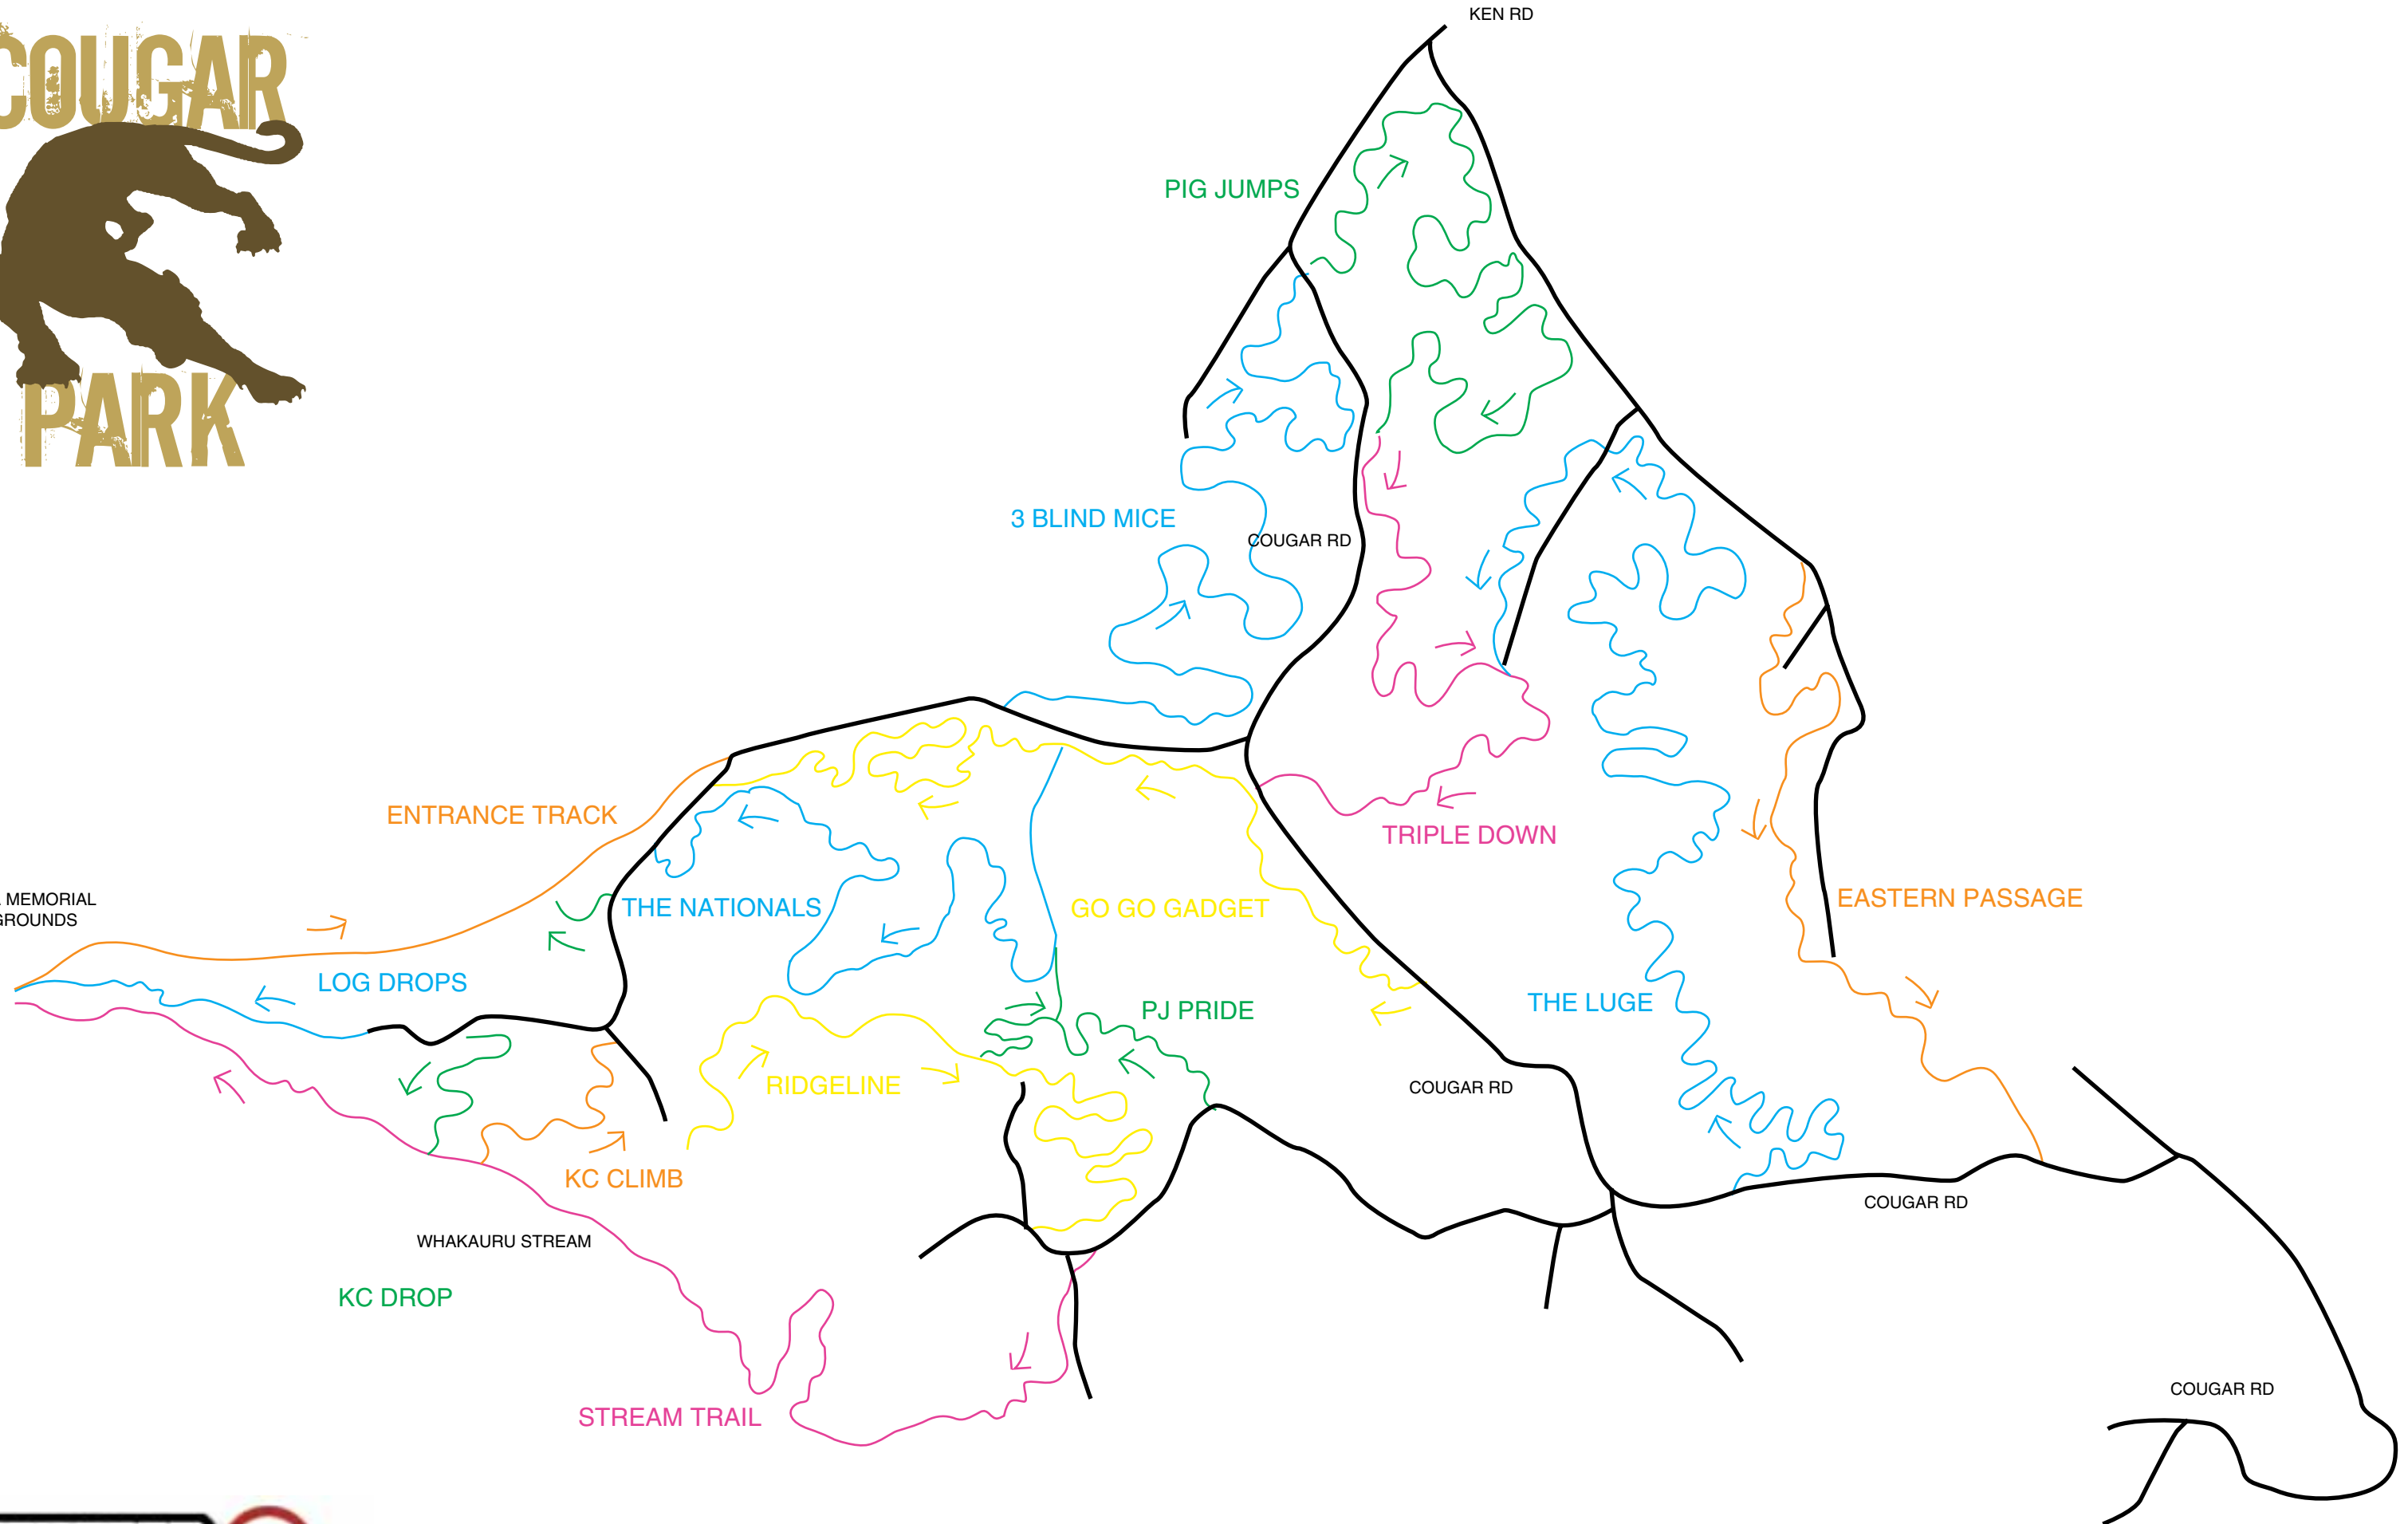 COUGAR
PARK
KEN RD
PIG JUMPS
3 BLIND MICE
COUGAR RD
ENTRANCE TRACK
TRIPLE DOWN
MEMORIAL
GROUNDS
THE NATIONALS
GO GO GADGET
EASTERN PASSAGE
LOG DROPS
PJ PRIDE
THE LUGE
RIDGELINE
COUGAR RD
KC CLIMB
COUGAR RD
WHAKAURU STREAM
KC DROP
COUGAR RD
STREAM TRAIL